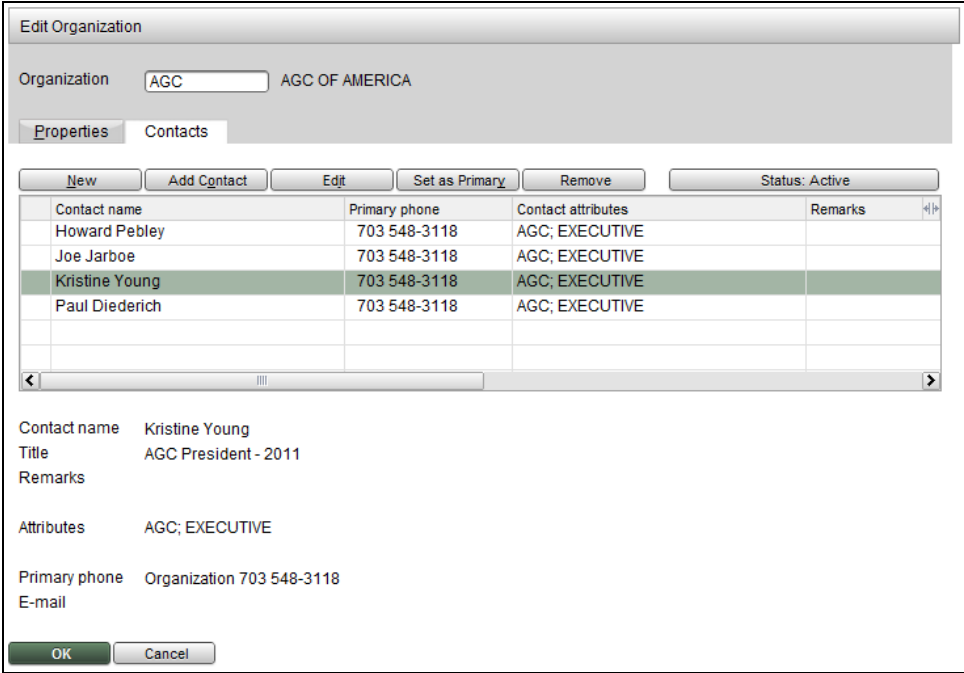 Edit Organization
Organization AGC AGC OF AMERICA
Properties Contacts
New Add Contact Edit Set as Primary Remove Status: Active
Contact name Primary phone Contact attributes Remarks
Howard Pebley 703 548-3118 AGC; EXECUTIVE
Joe Jarboe 703 548-3118 AGC; EXECUTIVE
Kristine Young 703 548-3118 AGC; EXECUTIVE
Paul Diederich 703 548-3118 AGC; EXECUTIVE
Contact name Kristine Young
Title AGC President - 2011
Remarks
Attributes AGC; EXECUTIVE
Primary phone Organization 703 548-3118
E-mail
OK Cancel